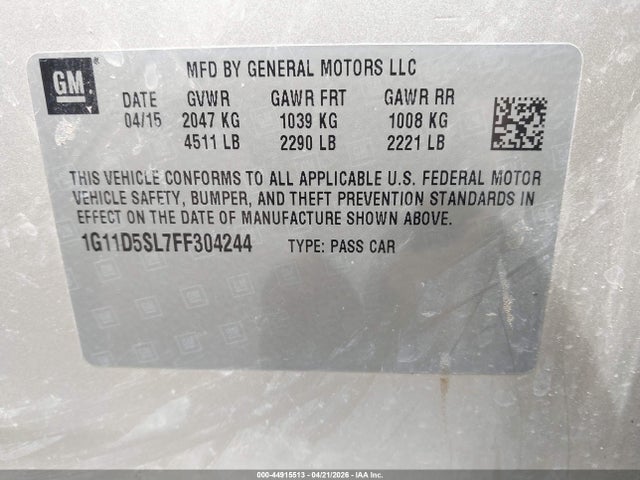 GM
MFD BY GENERAL MOTORS LLC
DATE GVWR GAWR FRT GAWR RR
04/15 2047 KG 1039 KG 1008 KG
4511 LB 2290 LB 2221 LB
THIS VEHICLE CONFORMS TO ALL APPLICABLE U.S. FEDERAL MOTOR
VEHICLE SAFETY, BUMPER, AND THEFT PREVENTION STANDARDS IN
EFFECT ON THE DATE OF MANUFACTURE SHOWN ABOVE.
1G11D5SL7FF304244 TYPE: PASS CAR
000-44915513 | 04/21/2026 - IAA Inc.